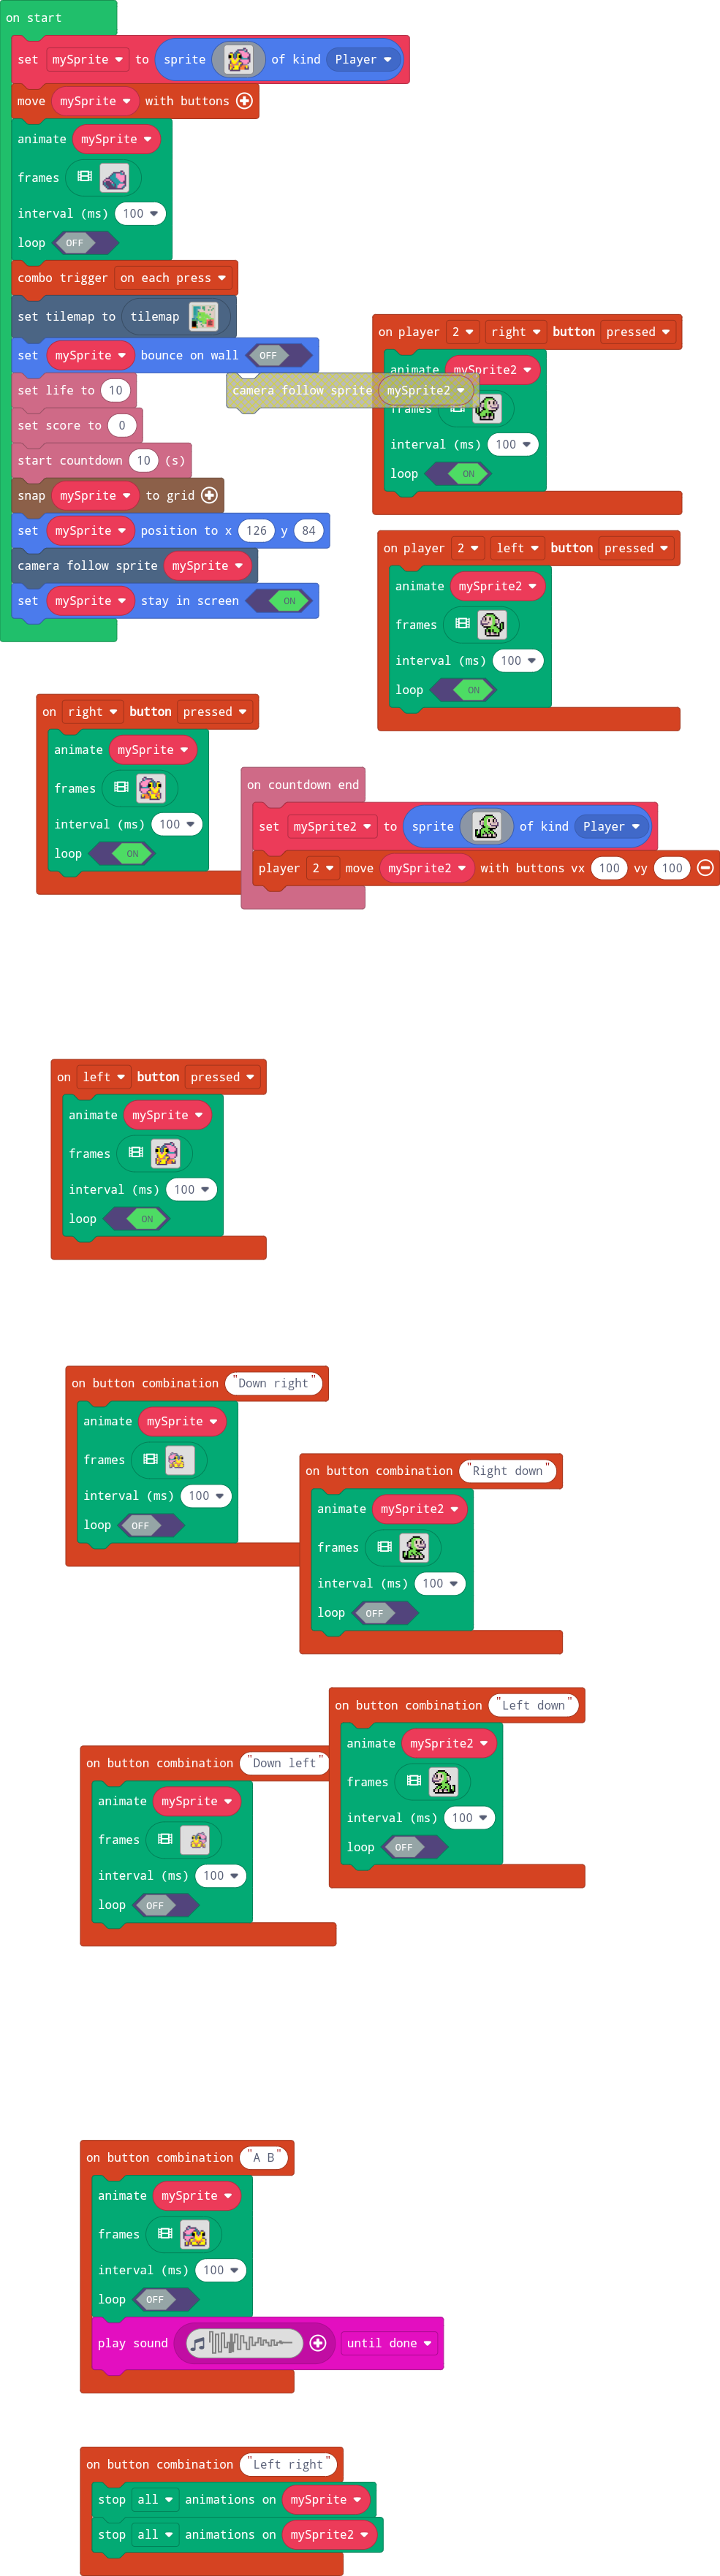 on start
set mySprite to sprite of kind Player
move mySprite with buttons
animate mySprite
frames
interval (ms) 100
loop OFF
combo trigger on each press
set tilemap to tilemap
set mySprite bounce on wall OFF
set life to 10
set score to 0
start countdown 10 (s)
snap mySprite to grid
set mySprite position to x 126 y 84
camera follow sprite mySprite
set mySprite stay in screen ON
on player 2 right button pressed
animate mySprite2
camera follow sprite mySprite2
frames
interval (ms) 100
loop ON
on player 2 left button pressed
animate mySprite2
frames
interval (ms) 100
loop ON
on right button pressed
animate mySprite
frames
interval (ms) 100
loop ON
on countdown end
set mySprite2 to sprite of kind Player
player 2 move mySprite2 with buttons vx 100 vy 100
on left button pressed
animate mySprite
frames
interval (ms) 100
loop ON
on button combination "Down right"
animate mySprite
frames
interval (ms) 100
loop OFF
on button combination "Right down"
animate mySprite2
frames
interval (ms) 100
loop OFF
on button combination "Left down"
animate mySprite2
frames
interval (ms) 100
loop OFF
on button combination "Down left"
animate mySprite
frames
interval (ms) 100
loop OFF
on button combination "A B"
animate mySprite
frames
interval (ms) 100
loop OFF
play sound until done
on button combination "Left right"
stop all animations on mySprite
stop all animations on mySprite2